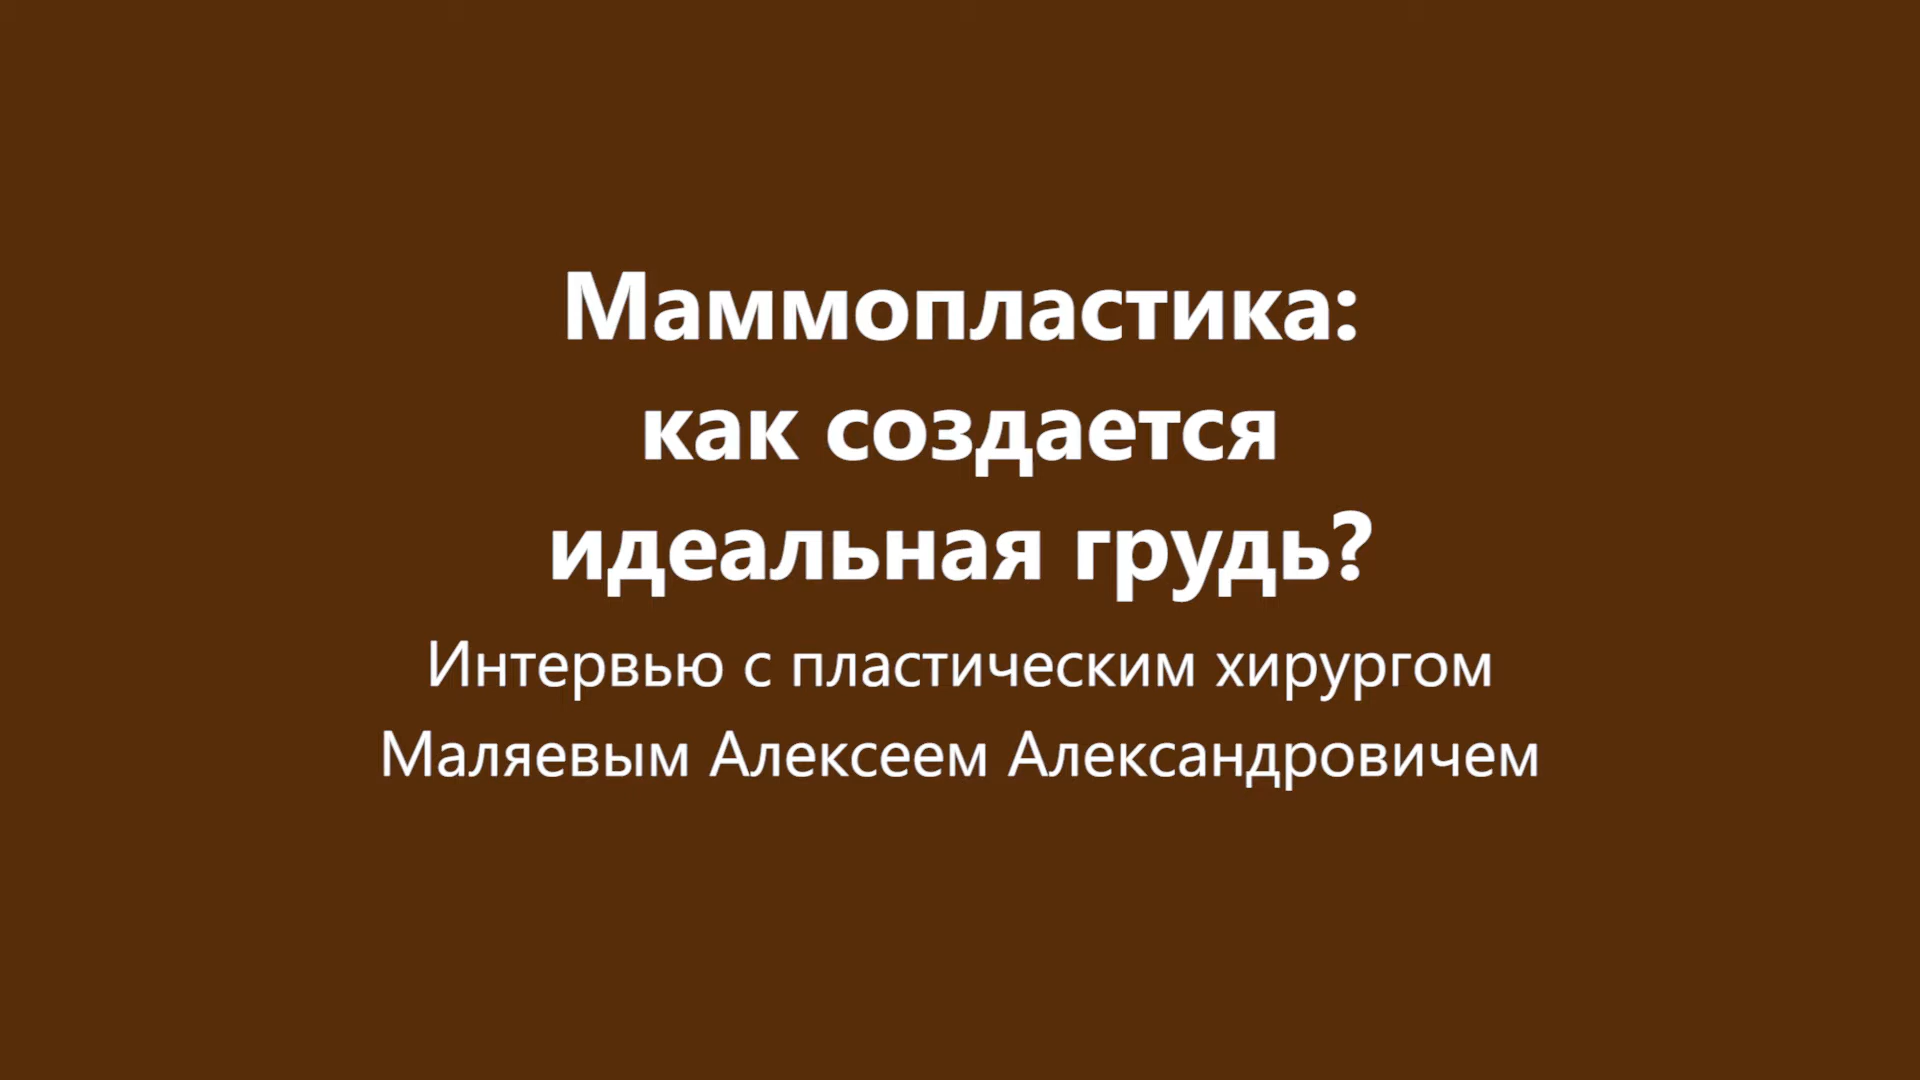 Маммопластика:
как создается
идеальная грудь?
Интервью с пластическим хирургом
Маляевым Алексеем Александровичем